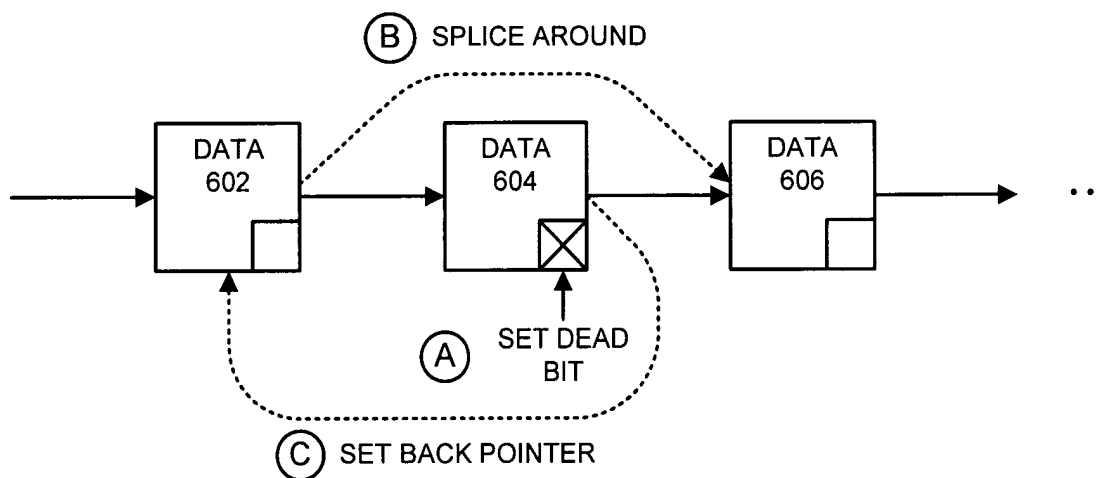 B SPLICE AROUND
DATA
602
DATA
604
DATA
606
..
A
SET DEAD
BIT
C SET BACK POINTER